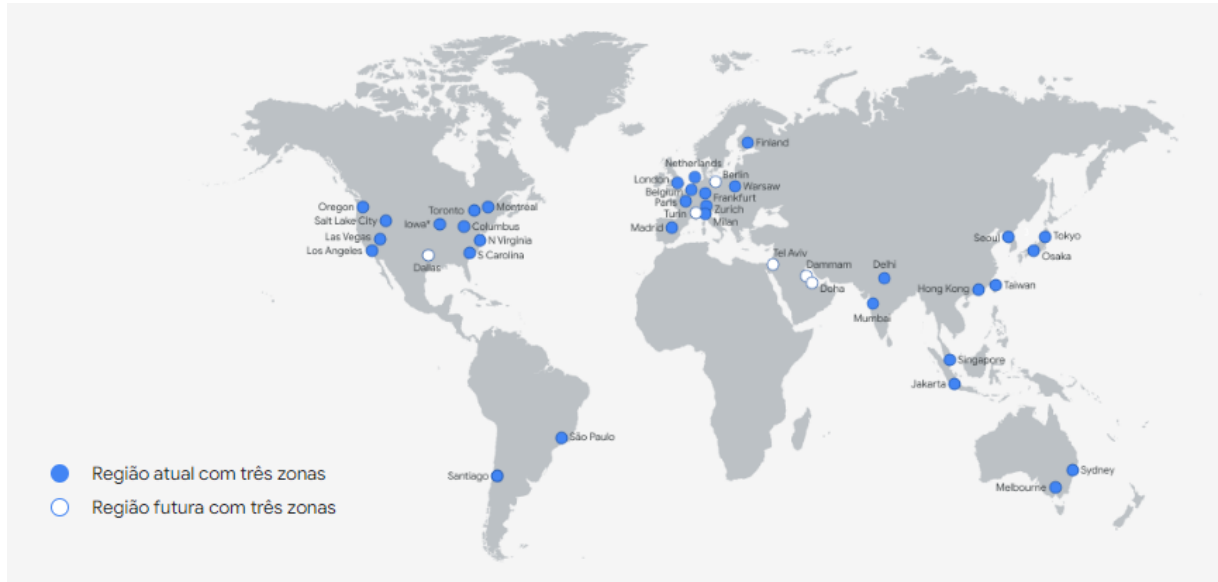 Finland
Netherlands
London
Berlin
Belgium
Warsaw
Frankfurt
Paris
Zurich
Turin
Milan
Madrid
Oregon
Toronto
Montreal
Salt Lake City
Iowa*
Columbus
Las Vegas
N Virginia
Los Angeles
S Carolina
Dallas
Tel Aviv
Dammam
Doha
Delhi
Mumbai
Seoul
Tokyo
Osaka
Hong Kong
Taiwan
Singapore
Jakarta
São Paulo
Santiago
Sydney
Melbourne
Região atual com três zonas
Região futura com três zonas